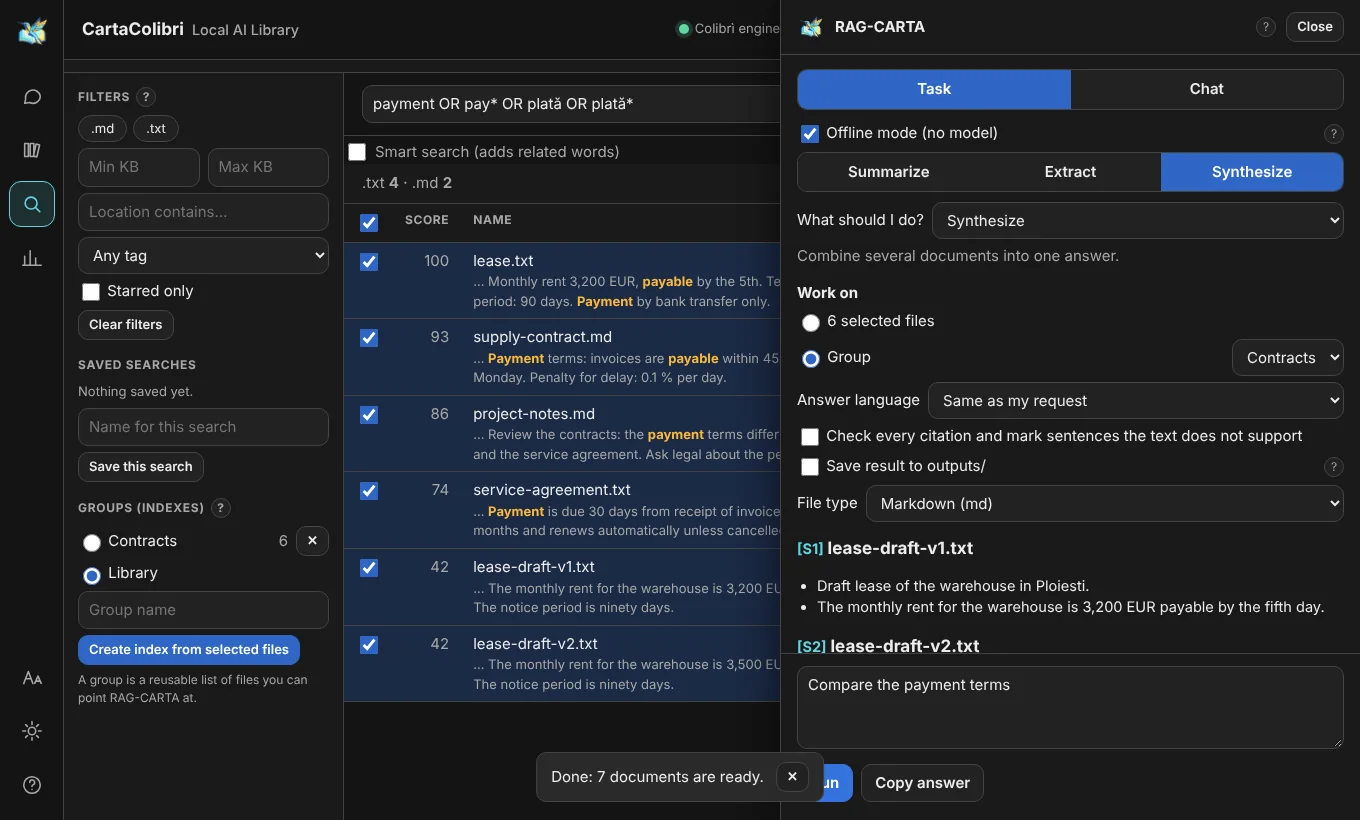 CartaColibri Local AI Library
Colibrì engine
FILTERS ?
.md .txt
Min KB Max KB
Location contains...
Any tag
Starred only
Clear filters
SAVED SEARCHES
Nothing saved yet.
Name for this search
Save this search
GROUPS (INDEXES) ?
Contracts 6 ×
Library
Group name
Create index from selected files
A group is a reusable list of files you can
point RAG-CARTA at.
AA
payment OR pay* OR plată OR plată*
Smart search (adds related words)
.txt 4 · .md 2
SCORE NAME
100 lease.txt
... Monthly rent 3,200 EUR, payable by the 5th. Te
period: 90 days. Payment by bank transfer only.
93 supply-contract.md
... Payment terms: invoices are payable within 45
Monday. Penalty for delay: 0.1 % per day.
86 project-notes.md
... Review the contracts: the payment terms differ
and the service agreement. Ask legal about the pe
74 service-agreement.txt
... Payment is due 30 days from receipt of invoice
months and renews automatically unless cancelle
42 lease-draft-v1.txt
... The monthly rent for the warehouse is 3,200 EU
The notice period is ninety days.
42 lease-draft-v2.txt
... The monthly rent for the warehouse is 3,500 EU
The notice period is ninety days.
RAG-CARTA ? Close
Task Chat
Offline mode (no model) ?
Summarize Extract Synthesize
What should I do? Synthesize
Combine several documents into one answer.
Work on
6 selected files
Group Contracts
Answer language Same as my request
Check every citation and mark sentences the text does not support
Save result to outputs/ ?
File type Markdown (md)
[S1] lease-draft-v1.txt
• Draft lease of the warehouse in Ploiesti.
• The monthly rent for the warehouse is 3,200 EUR payable by the fifth day.
[S2] lease-draft-v2.txt
Compare the payment terms
Done: 7 documents are ready. ×
un Copy answer